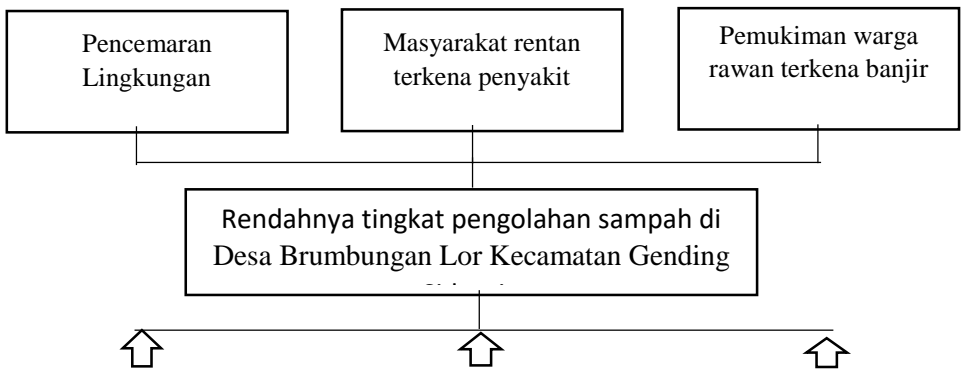 Pencemaran
Lingkungan
Masyarakat rentan
terkena penyakit
Pemukiman warga
rawan terkena banjir
Rendahnya tingkat pengolahan sampah di
Desa Brumbungan Lor Kecamatan Gending